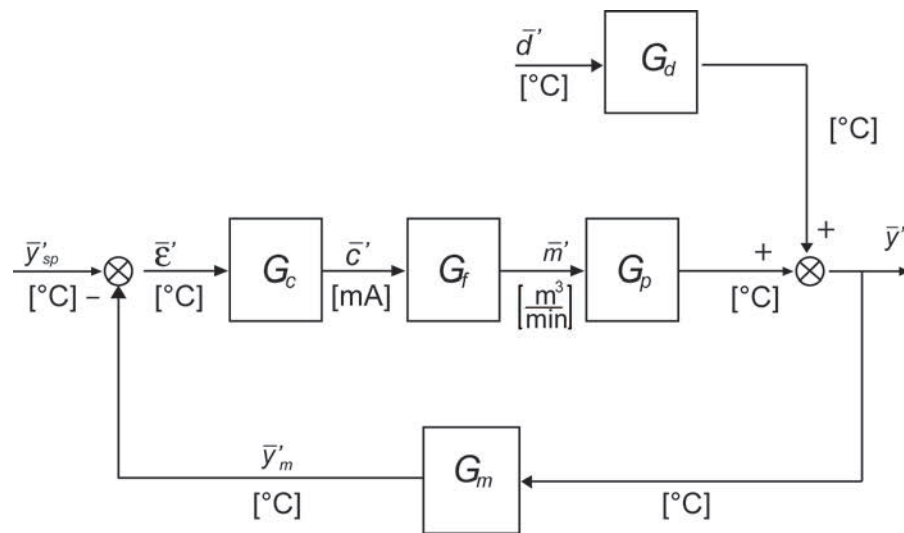 d̄' G_d
[°C]
[°C]
+
ȳ'_sp ε̄' G_c c̄' G_f m̄' G_p + ȳ'
[°C] − [°C] [mA] [m³/min] [°C]
ȳ'_m G_m
[°C] [°C]